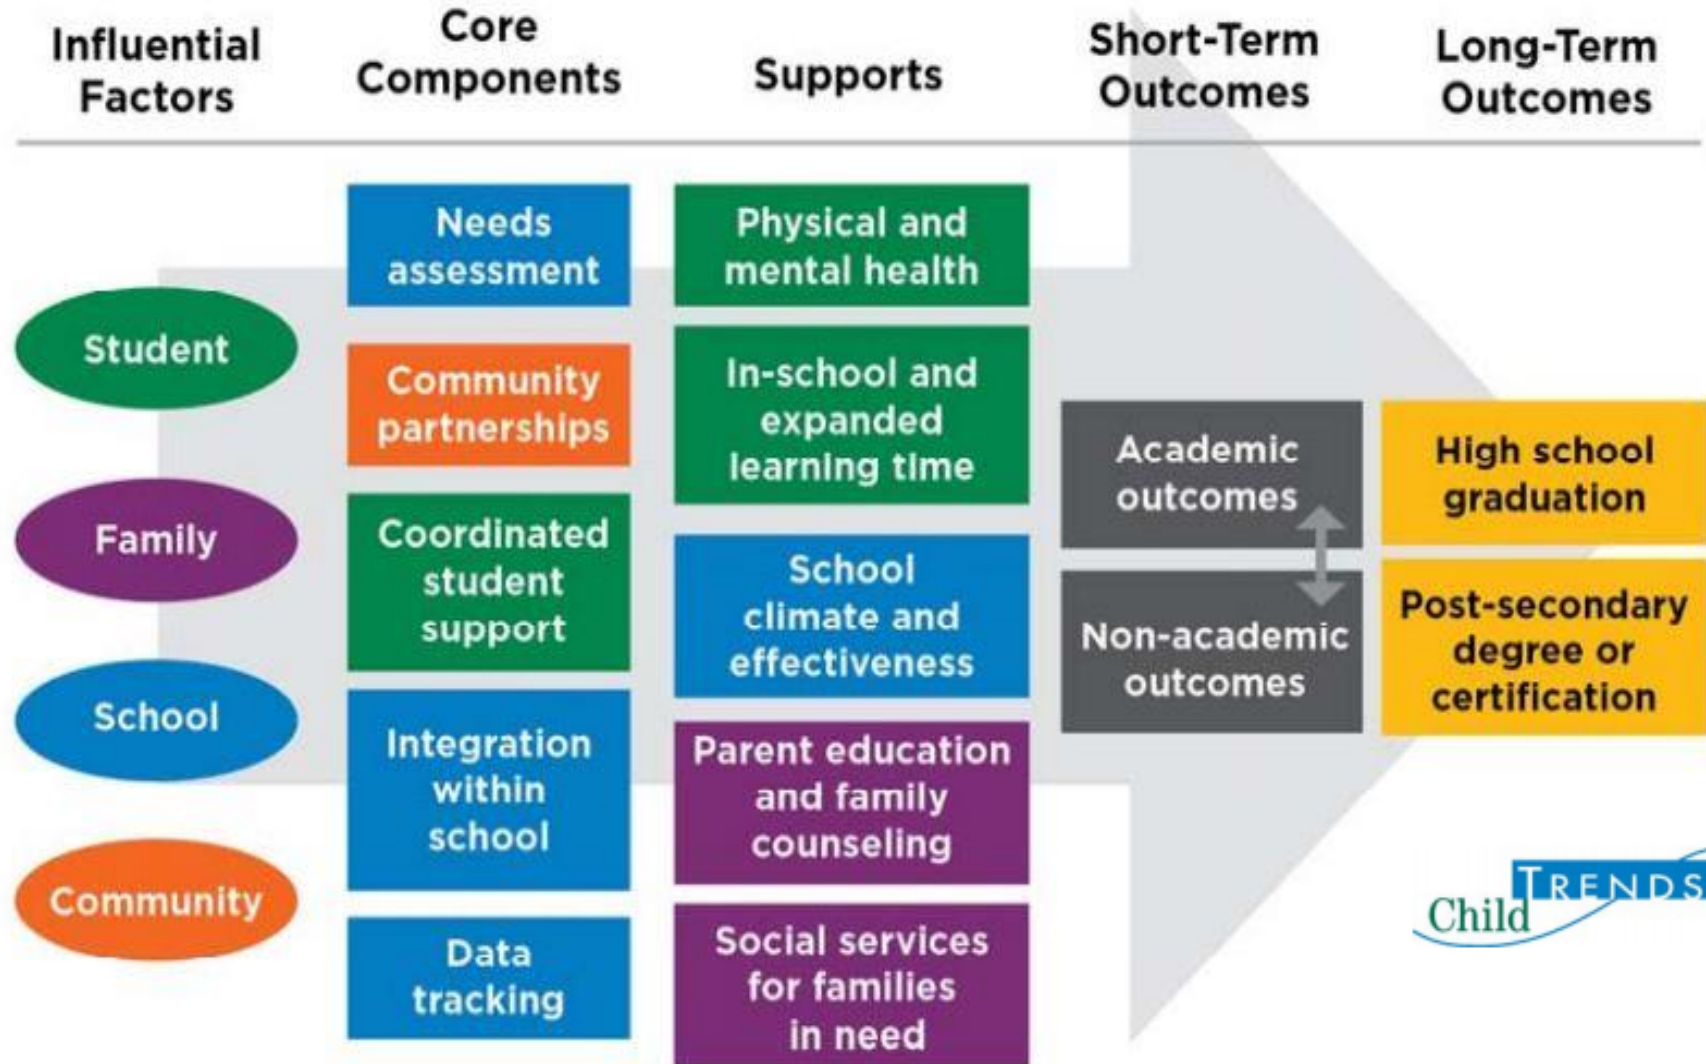 Influential
Factors
Core
Components
Supports
Short-Term
Outcomes
Long-Term
Outcomes
Student
Family
School
Community
Needs
assessment
Community
partnerships
Coordinated
student
support
Integration
within
school
Data
tracking
Physical and
mental health
In-school and
expanded
learning time
School
climate and
effectiveness
Parent education
and family
counseling
Social services
for families
in need
Academic
outcomes
Non-academic
outcomes
High school
graduation
Post-secondary
degree or
certification
Child TRENDS